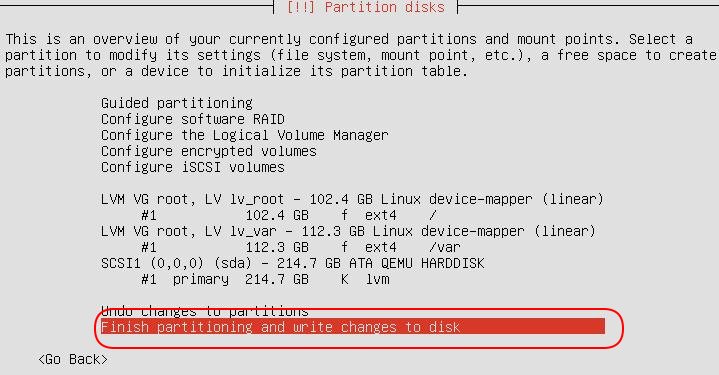 [!!] Partition disks
This is an overview of your currently configured partitions and mount points. Select a
partition to modify its settings (file system, mount point, etc.), a free space to create
partitions, or a device to initialize its partition table.
Guided partitioning
Configure software RAID
Configure the Logical Volume Manager
Configure encrypted volumes
Configure iSCSI volumes
LVM VG root, LV lv_root - 102.4 GB Linux device-mapper (linear)
#1 102.4 GB f ext4 /
LVM VG root, LV lv_var - 112.3 GB Linux device-mapper (linear)
#1 112.3 GB f ext4 /var
SCSI1 (0,0,0) (sda) - 214.7 GB ATA QEMU HARDDISK
#1 primary 214.7 GB K lvm
Undo changes to partitions
Finish partitioning and write changes to disk
<Go Back>